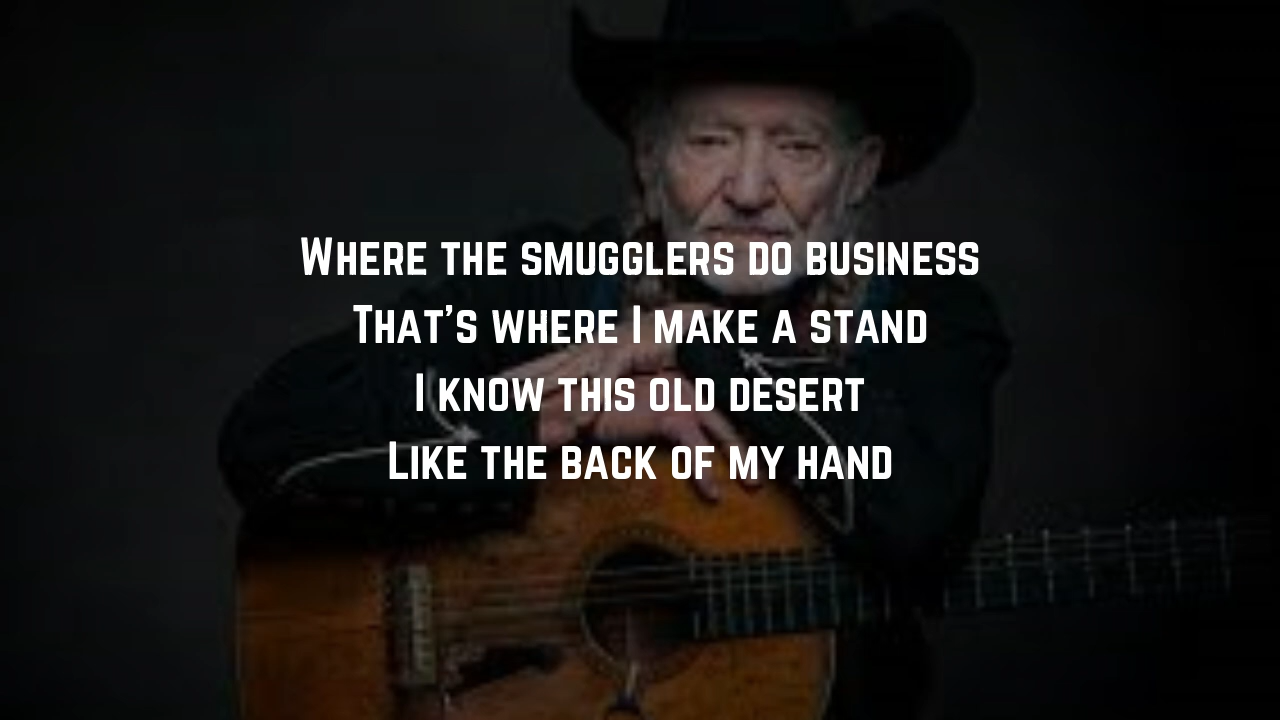 Where the smugglers do business
That's where I make a stand
I know this old desert
Like the back of my hand